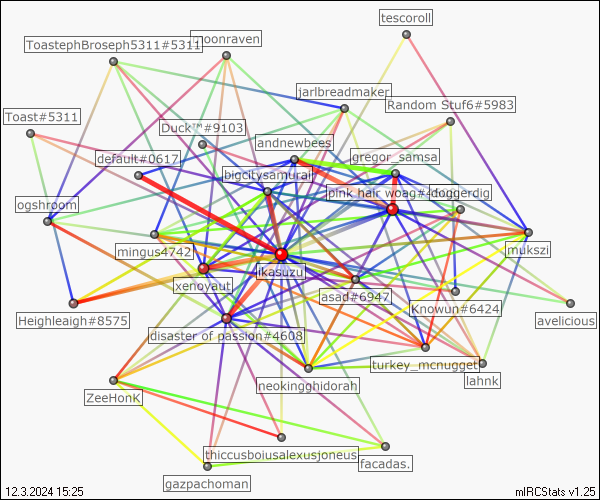 tescoroll
ToastephBroseph5311#5311
moonraven
jarlbreadmaker
Random Stuf6#5983
Toast#5311
Duck™#9103
andnewbees
gregor_samsa
default#0617
bigcitysamurai
pink hair woag#4
doggerdig
ogshroom
mingus4742
mukszi
xenoyaut
ikasuzu
asad#6947
Knowun#6424
Heighleaigh#8575
avelicious
disaster of passion#4608
turkey_mcnugget
neokingghidorah
lahnk
ZeeHonK
thiccusboiusalexusjoneus
facadas.
gazpachoman
12.3.2024 15:25
mIRCStats v1.25